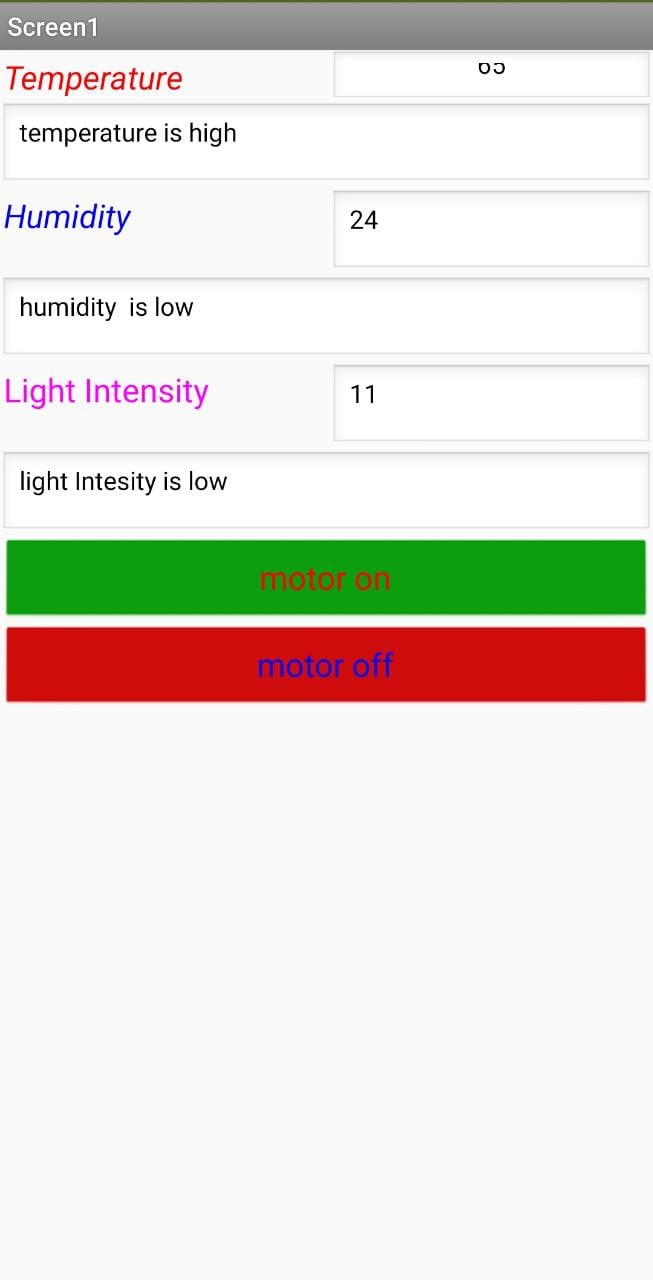 Screen1
Temperature
temperature is high
Humidity
24
humidity  is low
Light Intensity
11
light Intesity is low
motor on
motor off